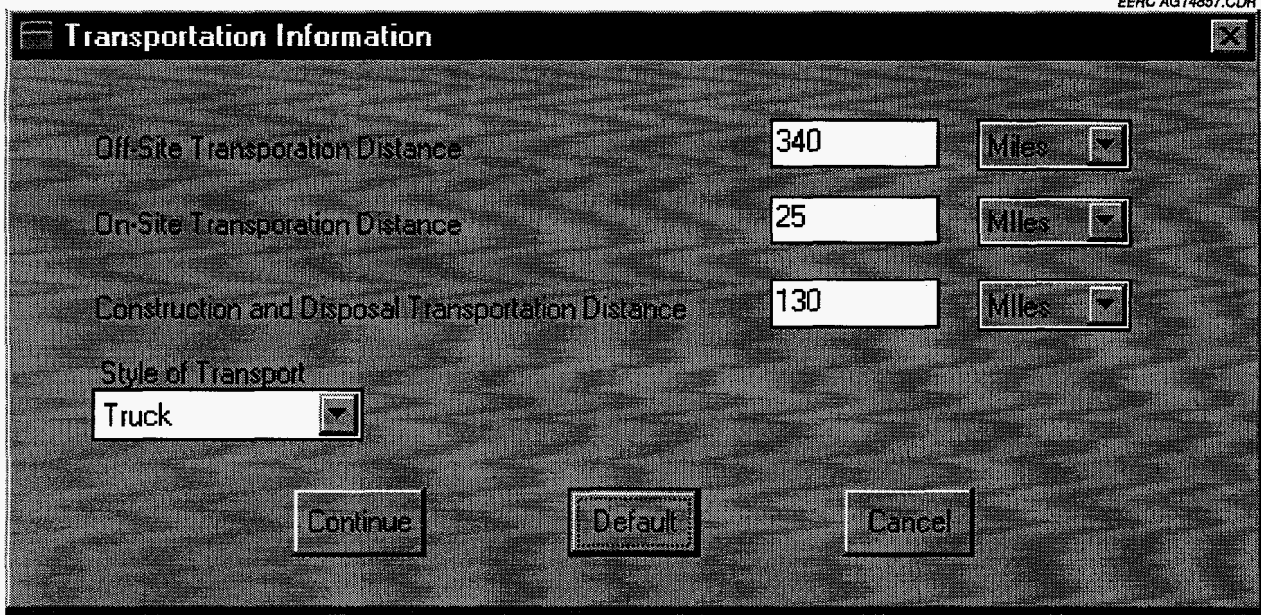 EERC AG14857.CDR
Transportation Information
Off-Site Transporation Distance 340 Miles
On-Site Transporation Distance 25 MIles
Construction and Disposal Transportation Distance 130 MIles
Style of Transport
Truck
Continue Default Cancel